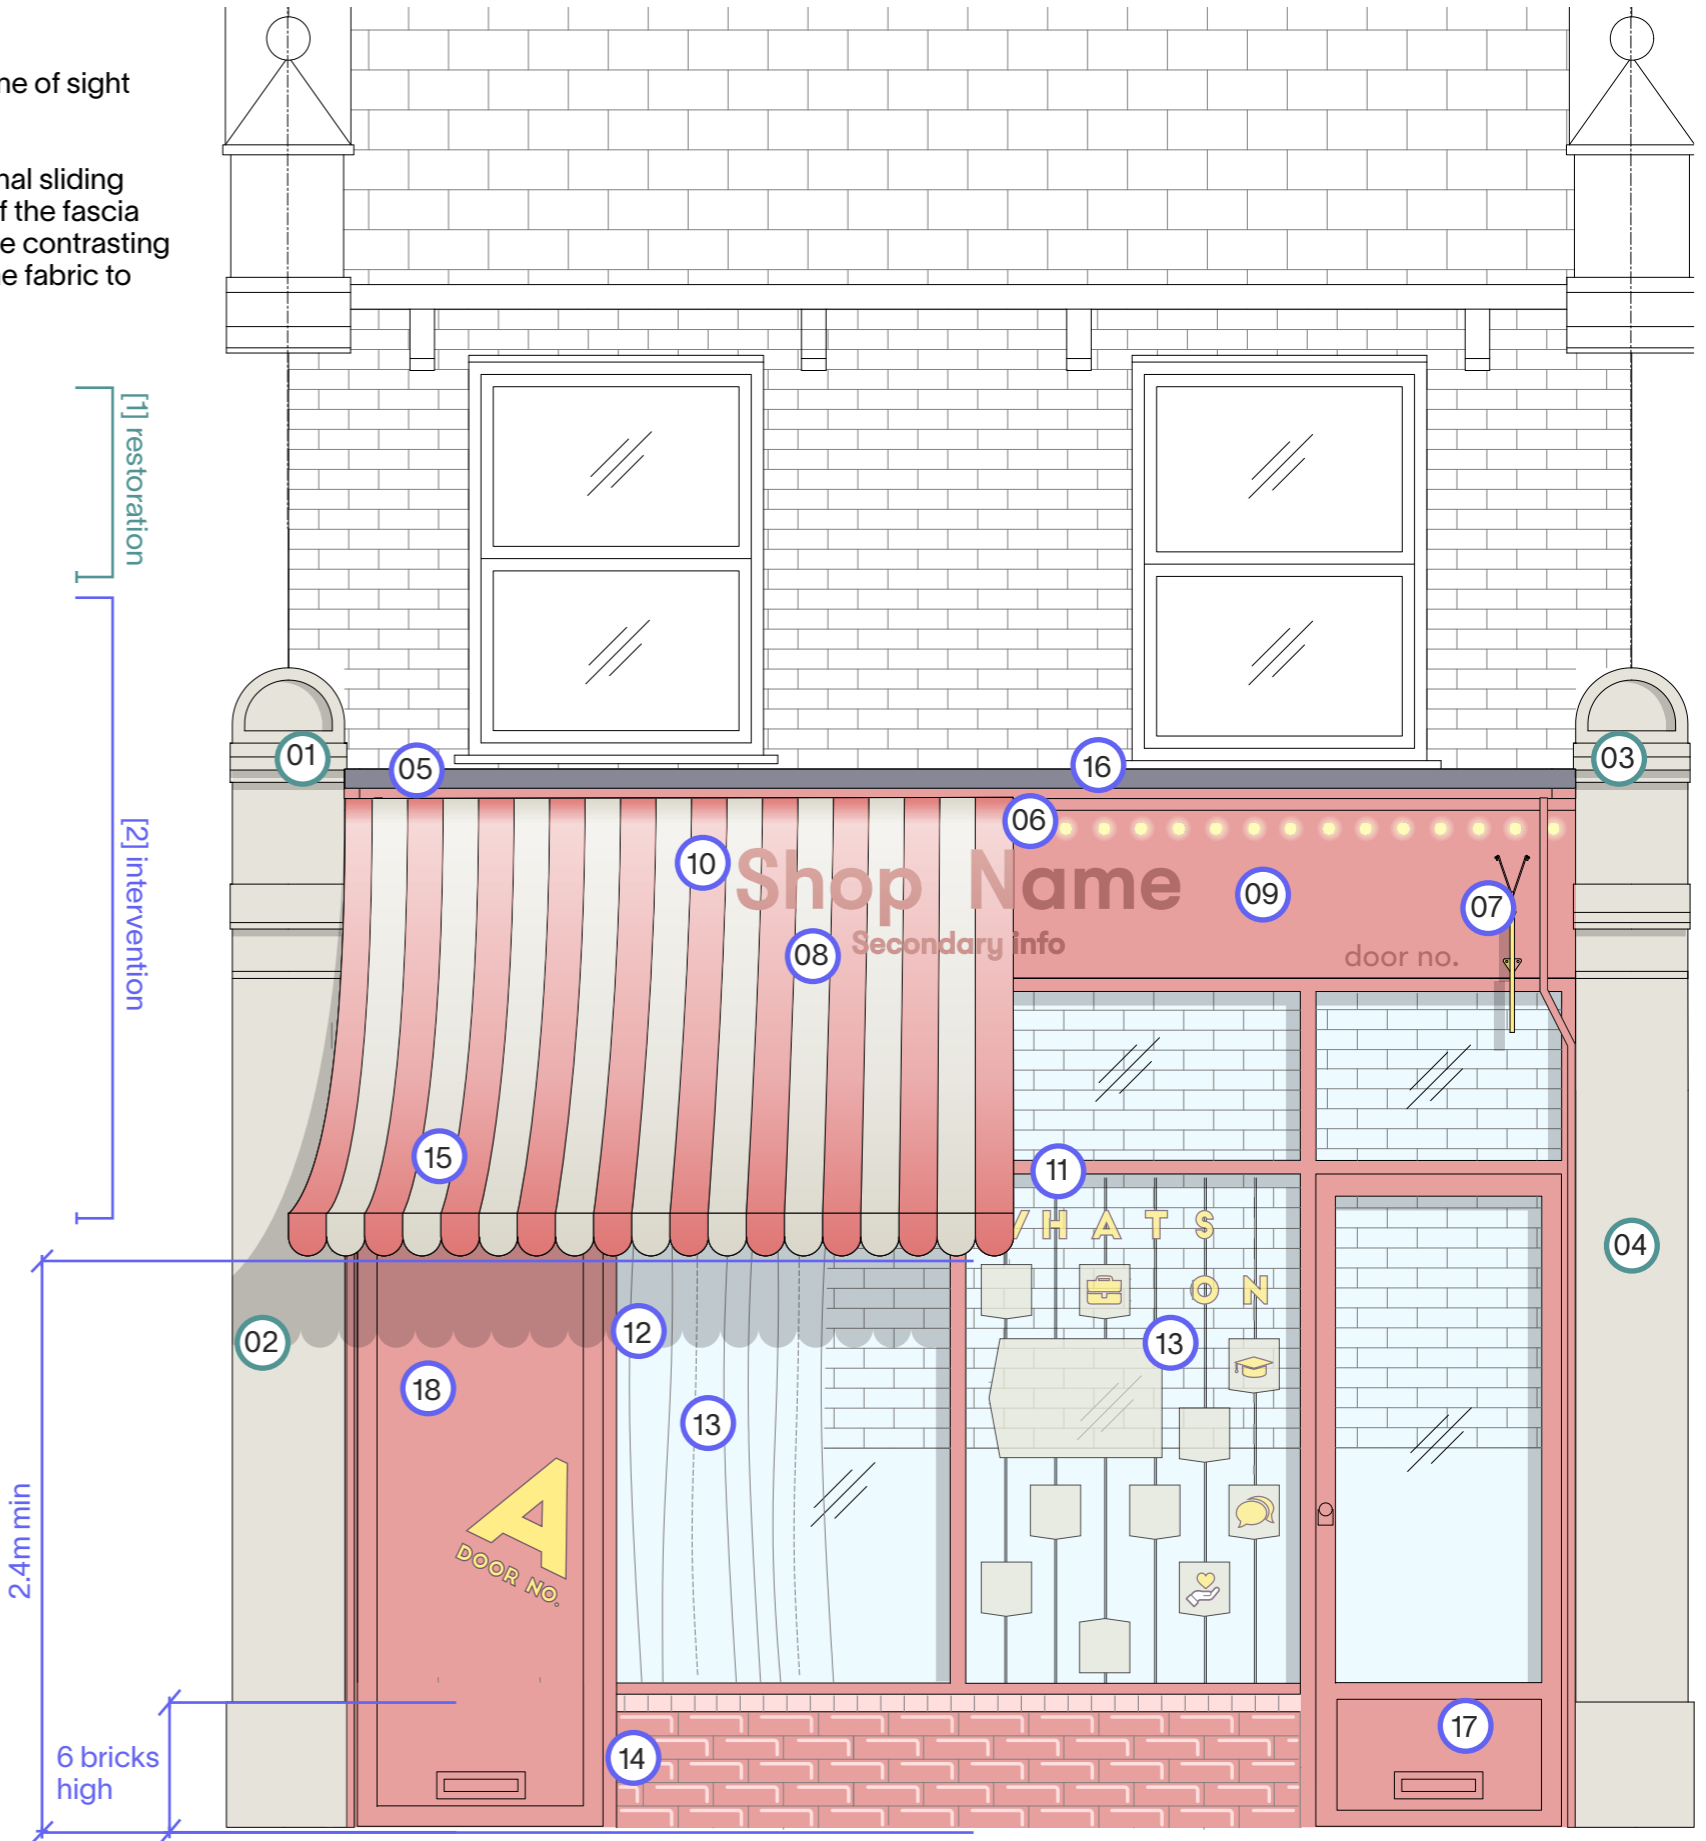 ne of sight
nal sliding
f the fascia
e contrasting
ne fabric to
[1] restoration
[2] intervention
01
05
16
03
06
10
Shop Name
09
07
08
Secondary info
door no.
15
11
WHATS
04
ON
02
12
13
18
13
A
DOOR NO.
2.4m min
17
6 bricks
high
14